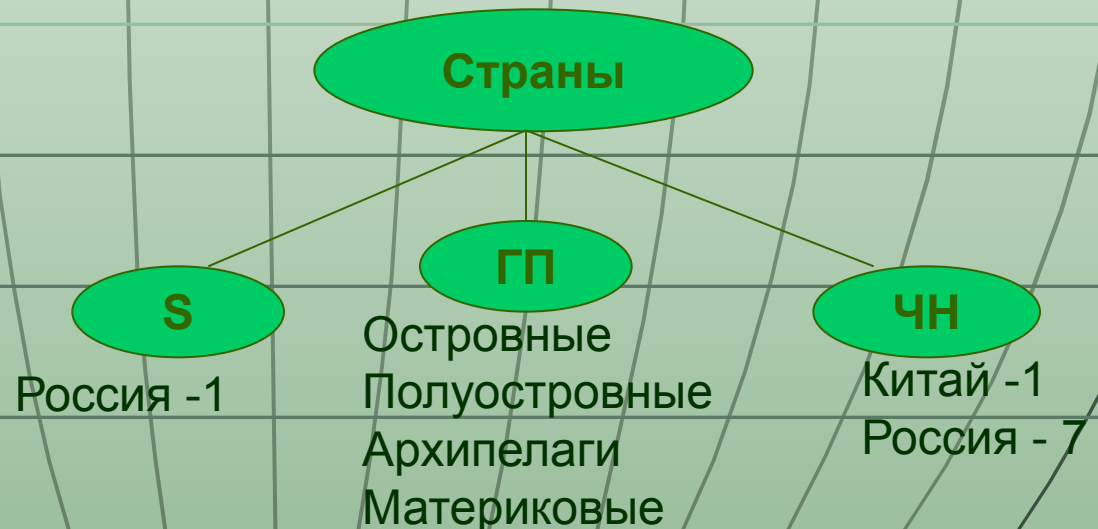 Страны
S
Россия -1
ГП
Островные
Полуостровные
Архипелаги
Материковые
ЧН
Китай -1
Россия - 7